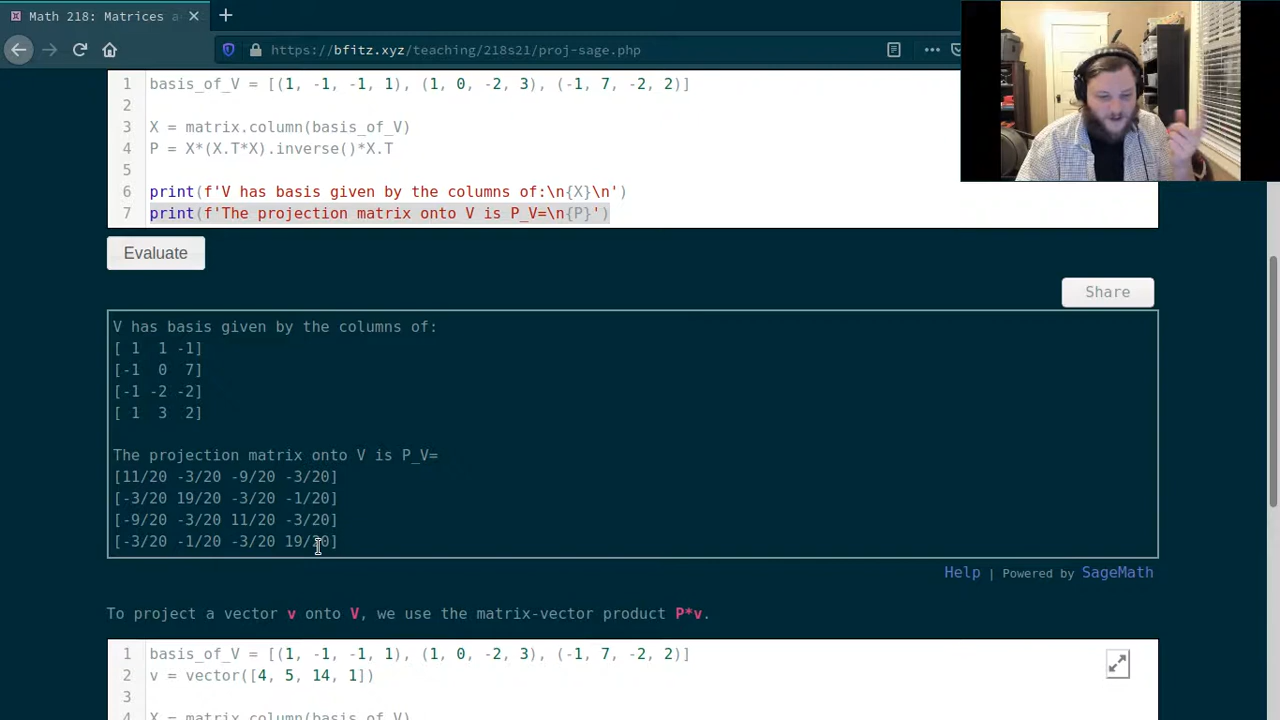 Math 218: Matrices a
https://bfitz.xyz/teaching/218s21/proj-sage.php
1 basis_of_V = [(1, -1, -1, 1), (1, 0, -2, 3), (-1, 7, -2, 2)]
2
3 X = matrix.column(basis_of_V)
4 P = X*(X.T*X).inverse()*X.T
5
6 print(f'V has basis given by the columns of:\n{X}\n')
7 print(f'The projection matrix onto V is P_V=\n{P}')
Evaluate
Share
V has basis given by the columns of:
[ 1  1 -1]
[-1  0  7]
[-1 -2 -2]
[ 1  3  2]
The projection matrix onto V is P_V=
[11/20 -3/20 -9/20 -3/20]
[-3/20 19/20 -3/20 -1/20]
[-9/20 -3/20 11/20 -3/20]
[-3/20 -1/20 -3/20 19/20]
Help | Powered by SageMath
To project a vector v onto V, we use the matrix-vector product P*v.
1 basis_of_V = [(1, -1, -1, 1), (1, 0, -2, 3), (-1, 7, -2, 2)]
2 v = vector([4, 5, 14, 1])
3
4 X = matrix.column(basis_of_V)